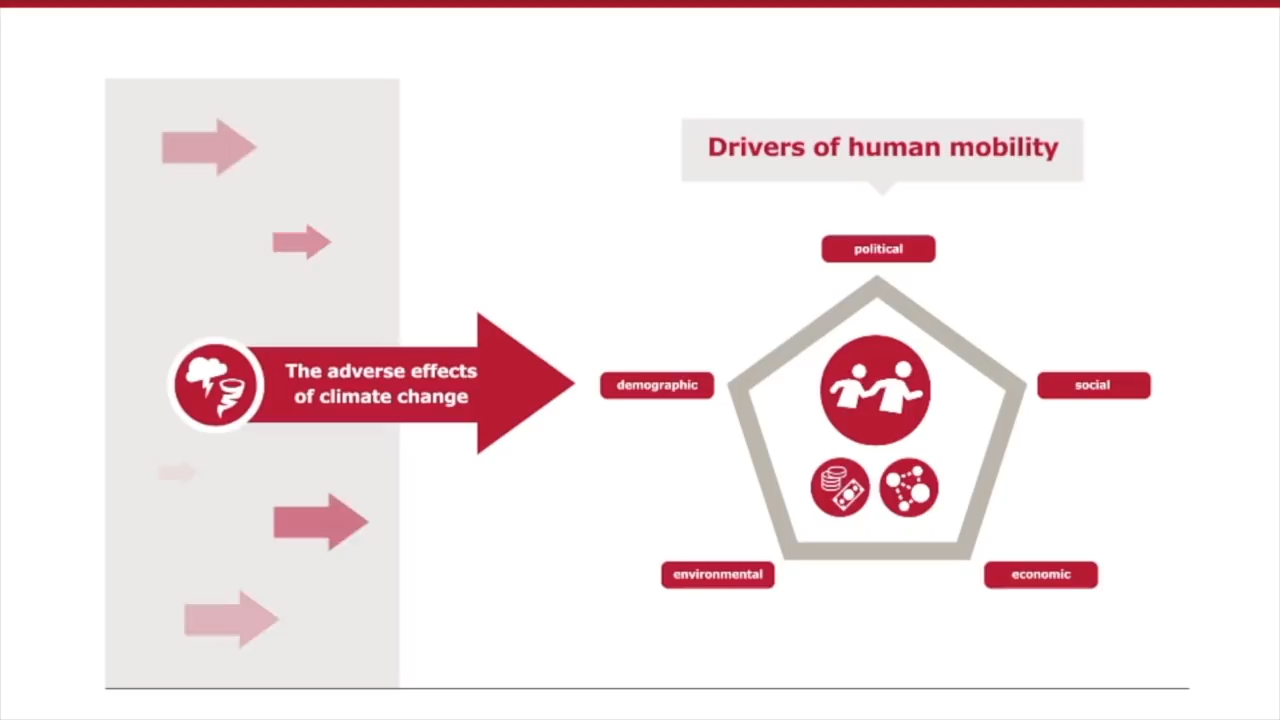 Drivers of human mobility
political
The adverse effects
of climate change
demographic
social
environmental
economic